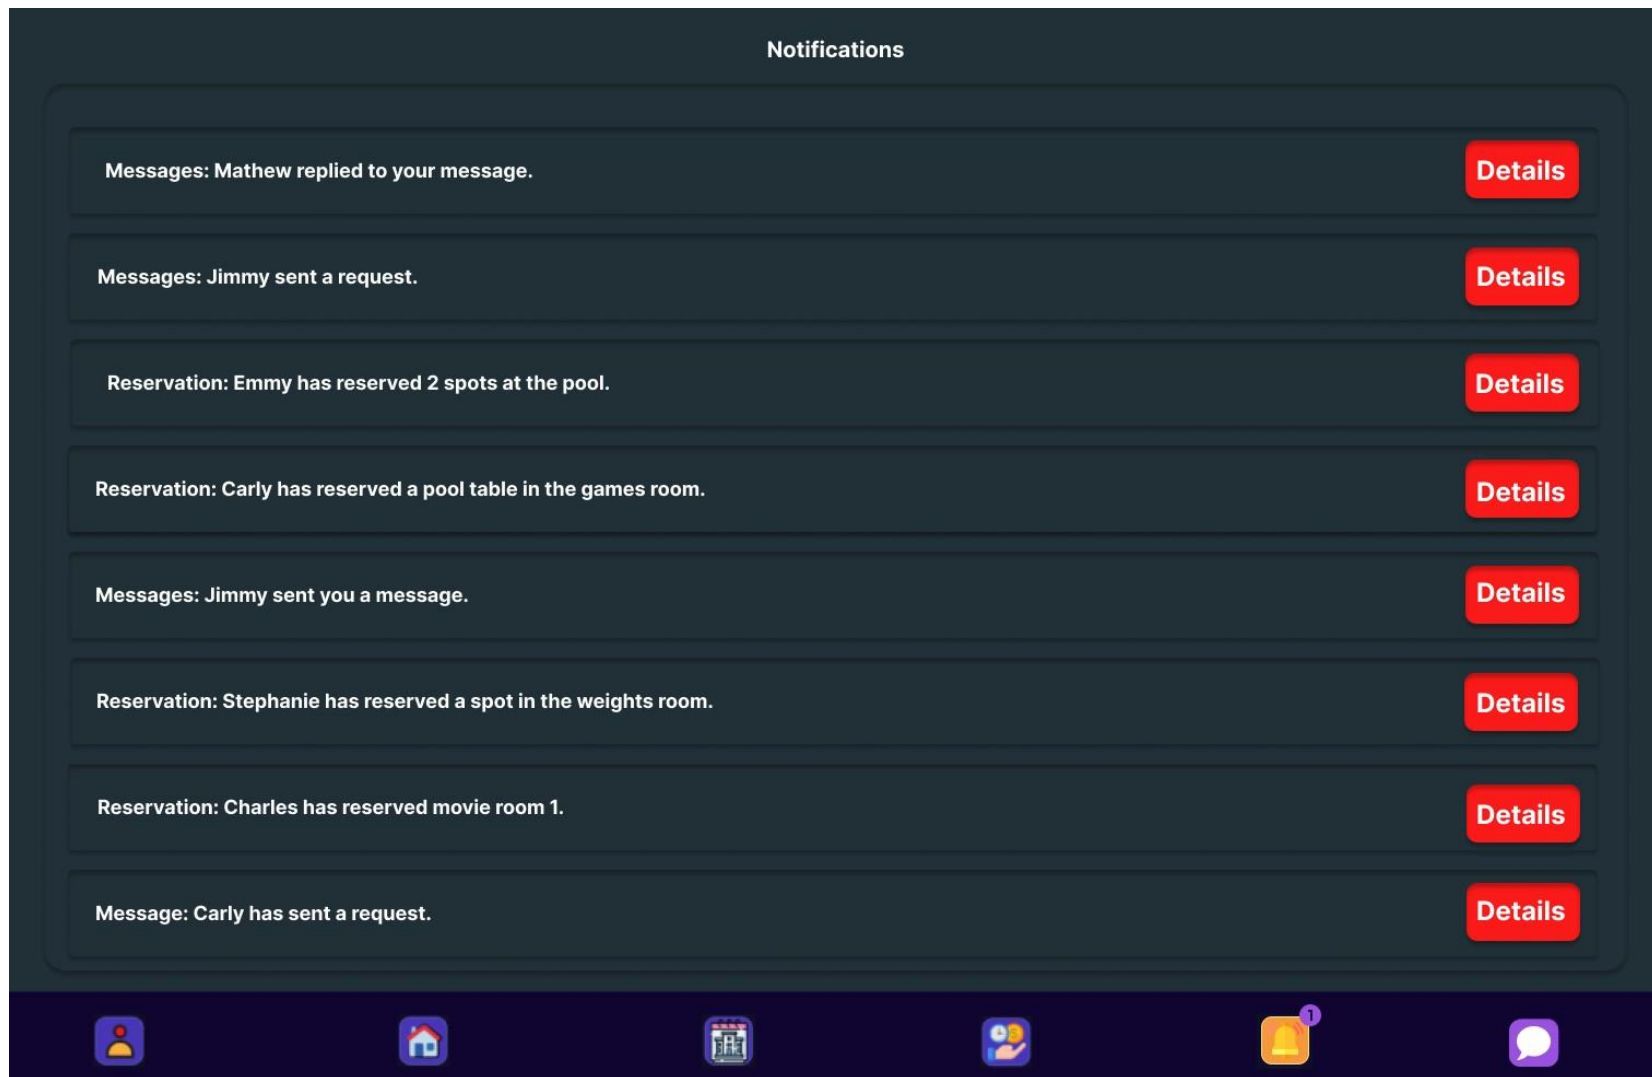 Notifications
Messages: Mathew replied to your message.
Details
Messages: Jimmy sent a request.
Details
Reservation: Emmy has reserved 2 spots at the pool.
Details
Reservation: Carly has reserved a pool table in the games room.
Details
Messages: Jimmy sent you a message.
Details
Reservation: Stephanie has reserved a spot in the weights room.
Details
Reservation: Charles has reserved movie room 1.
Details
Message: Carly has sent a request.
Details
1